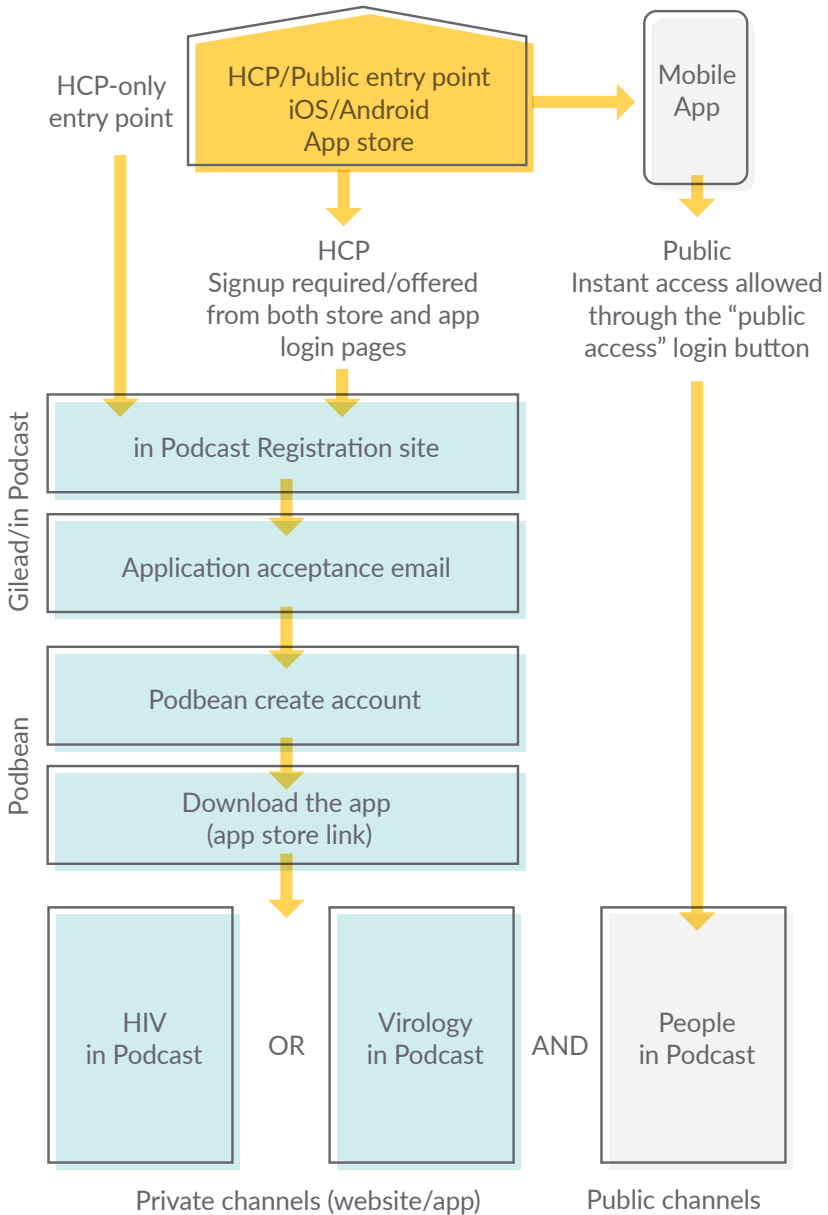 HCP-only
entry point
HCP/Public entry point
iOS/Android
App store
Mobile
App
HCP
Signup required/offered
from both store and app
login pages
Public
Instant access allowed
through the “public
access” login button
Gilead/in Podcast
in Podcast Registration site
Application acceptance email
Podbean
Podbean create account
Download the app
(app store link)
HIV
in Podcast
OR
Virology
in Podcast
AND
People
in Podcast
Private channels (website/app)
Public channels